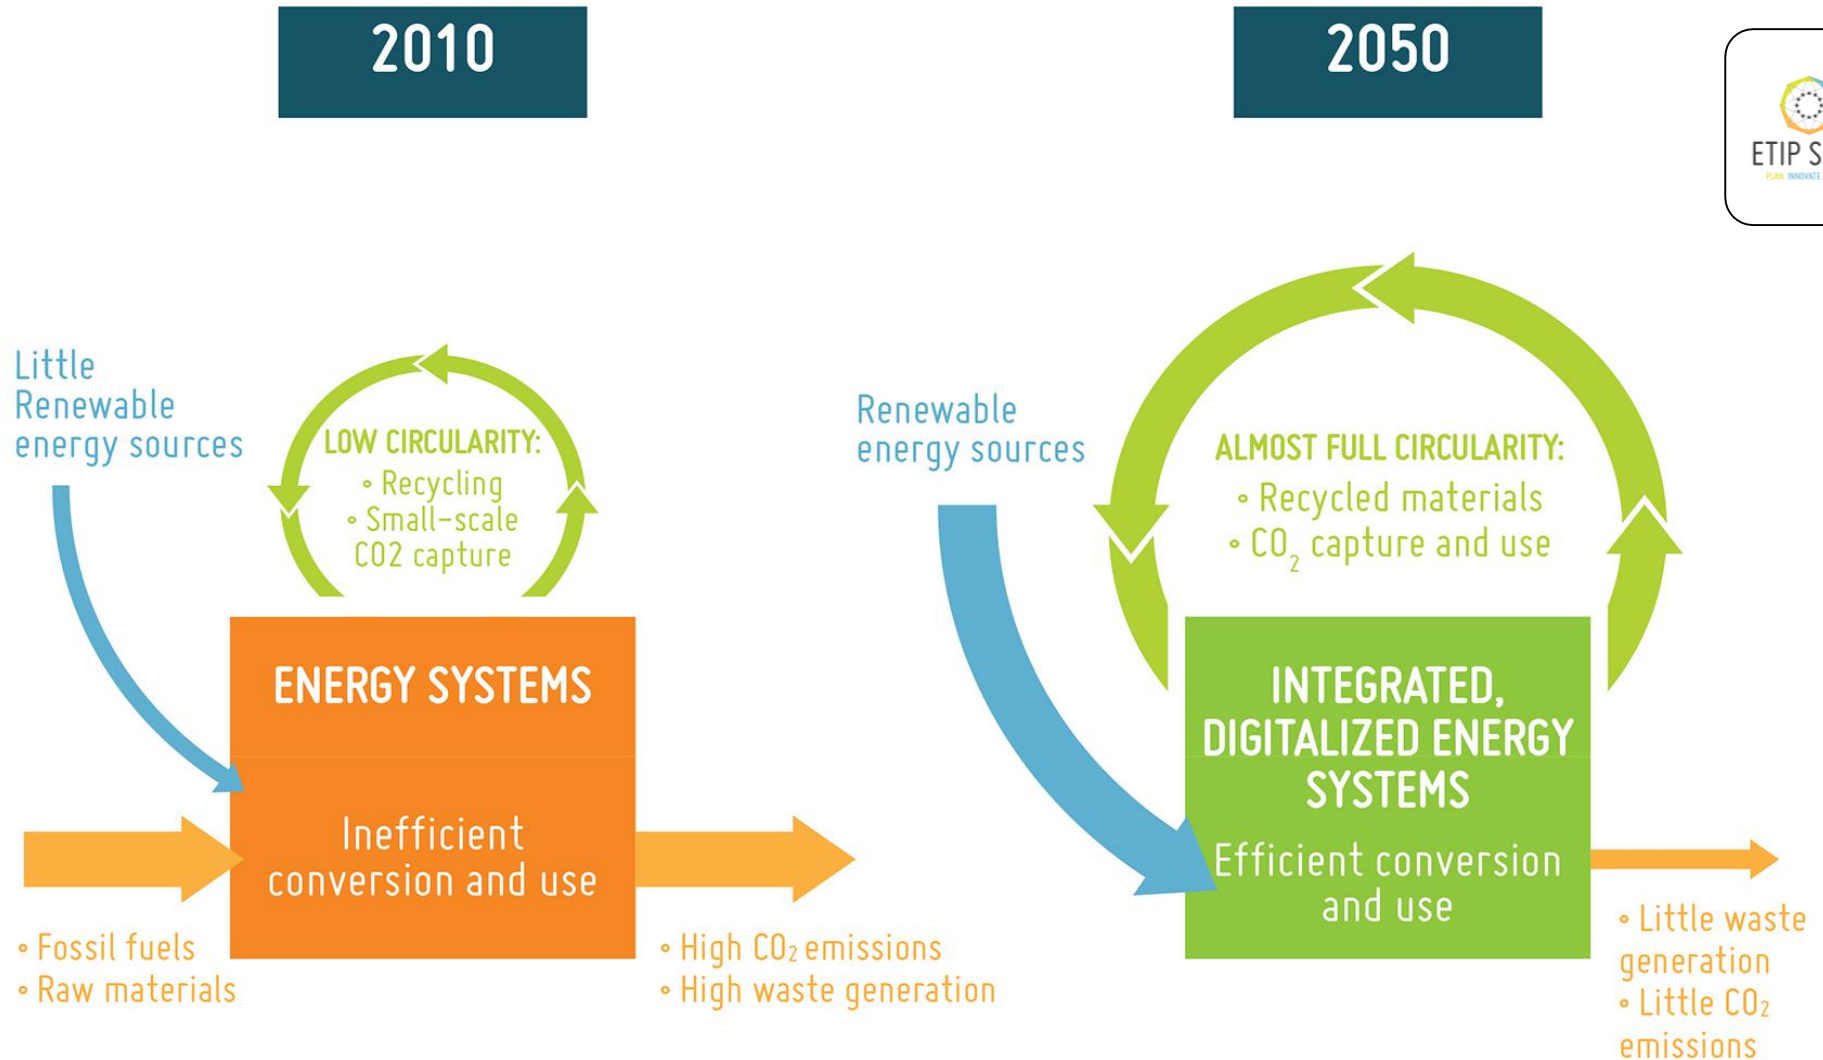 2010
Little
Renewable
energy sources
LOW CIRCULARITY:
• Recycling
• Small-scale
CO2 capture
ENERGY SYSTEMS
Inefficient
conversion and use
• Fossil fuels
• Raw materials
• High CO₂ emissions
• High waste generation
2050
Renewable
energy sources
ALMOST FULL CIRCULARITY:
• Recycled materials
• CO₂ capture and use
INTEGRATED,
DIGITALIZED ENERGY
SYSTEMS
Efficient conversion
and use
• Little waste
generation
• Little CO₂
emissions
ETIP S
PLAN. INNOVATE.